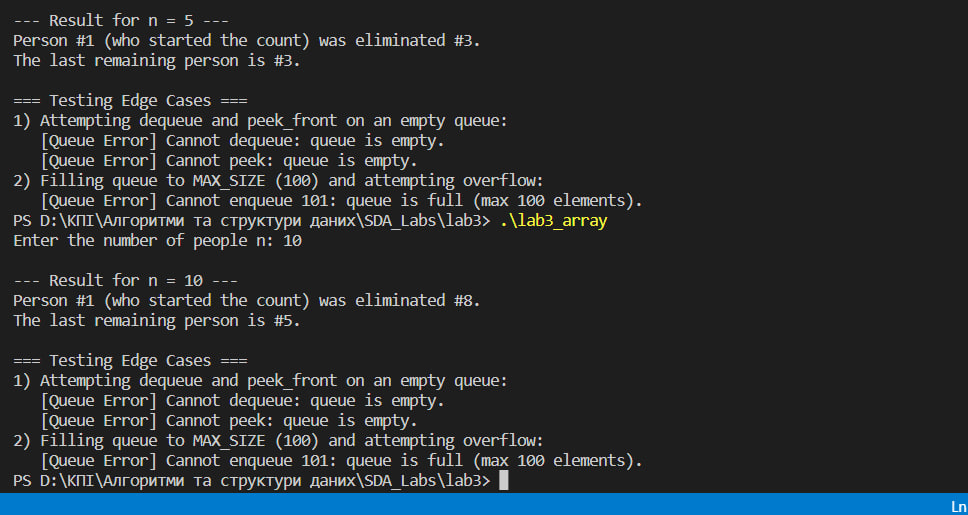 --- Result for n = 5 ---
Person #1 (who started the count) was eliminated #3.
The last remaining person is #3.
=== Testing Edge Cases ===
1) Attempting dequeue and peek_front on an empty queue:
[Queue Error] Cannot dequeue: queue is empty.
[Queue Error] Cannot peek: queue is empty.
2) Filling queue to MAX_SIZE (100) and attempting overflow:
[Queue Error] Cannot enqueue 101: queue is full (max 100 elements).
PS D:\КПІ\Алгоритми та структури даних\SDA_Labs\lab3> .\lab3_array
Enter the number of people n: 10
--- Result for n = 10 ---
Person #1 (who started the count) was eliminated #8.
The last remaining person is #5.
=== Testing Edge Cases ===
1) Attempting dequeue and peek_front on an empty queue:
[Queue Error] Cannot dequeue: queue is empty.
[Queue Error] Cannot peek: queue is empty.
2) Filling queue to MAX_SIZE (100) and attempting overflow:
[Queue Error] Cannot enqueue 101: queue is full (max 100 elements).
PS D:\КПІ\Алгоритми та структури даних\SDA_Labs\lab3>
Ln